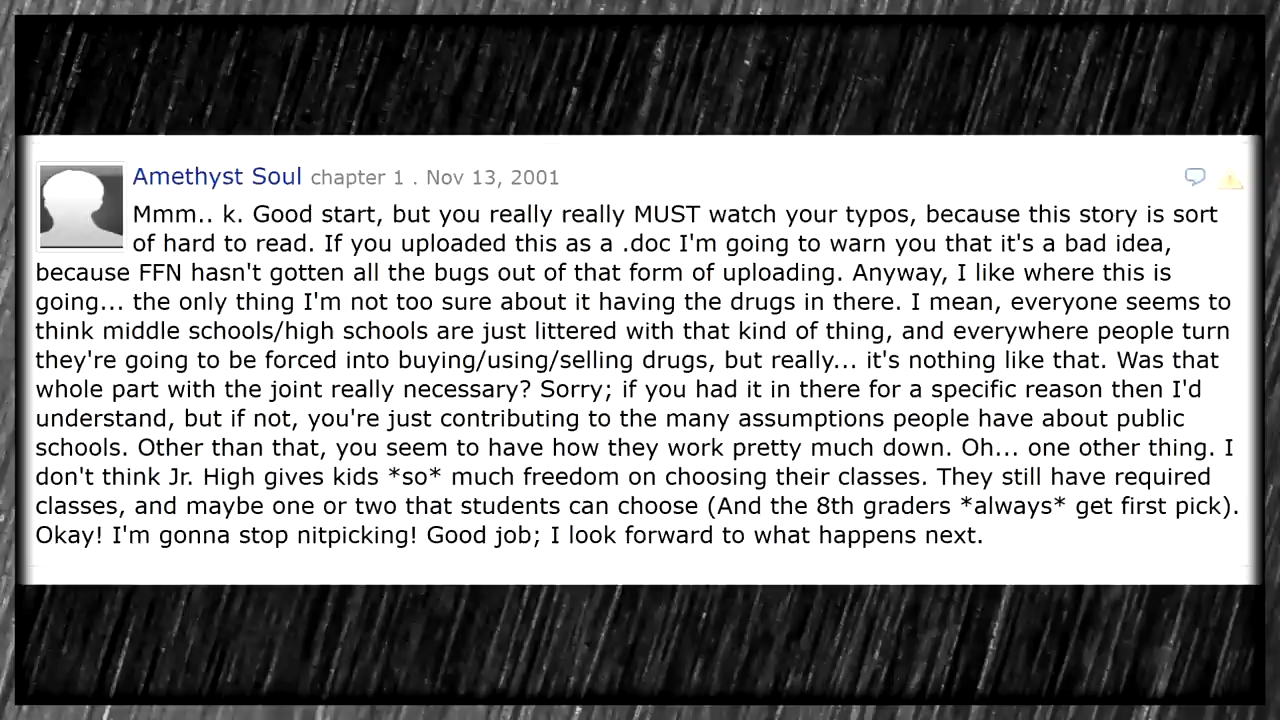 Amethyst Soul chapter 1 . Nov 13, 2001
Mmm.. k. Good start, but you really really MUST watch your typos, because this story is sort
of hard to read. If you uploaded this as a .doc I'm going to warn you that it's a bad idea,
because FFN hasn't gotten all the bugs out of that form of uploading. Anyway, I like where this is
going... the only thing I'm not too sure about it having the drugs in there. I mean, everyone seems to
think middle schools/high schools are just littered with that kind of thing, and everywhere people turn
they're going to be forced into buying/using/selling drugs, but really... it's nothing like that. Was that
whole part with the joint really necessary? Sorry; if you had it in there for a specific reason then I'd
understand, but if not, you're just contributing to the many assumptions people have about public
schools. Other than that, you seem to have how they work pretty much down. Oh... one other thing. I
don't think Jr. High gives kids *so* much freedom on choosing their classes. They still have required
classes, and maybe one or two that students can choose (And the 8th graders *always* get first pick).
Okay! I'm gonna stop nitpicking! Good job; I look forward to what happens next.